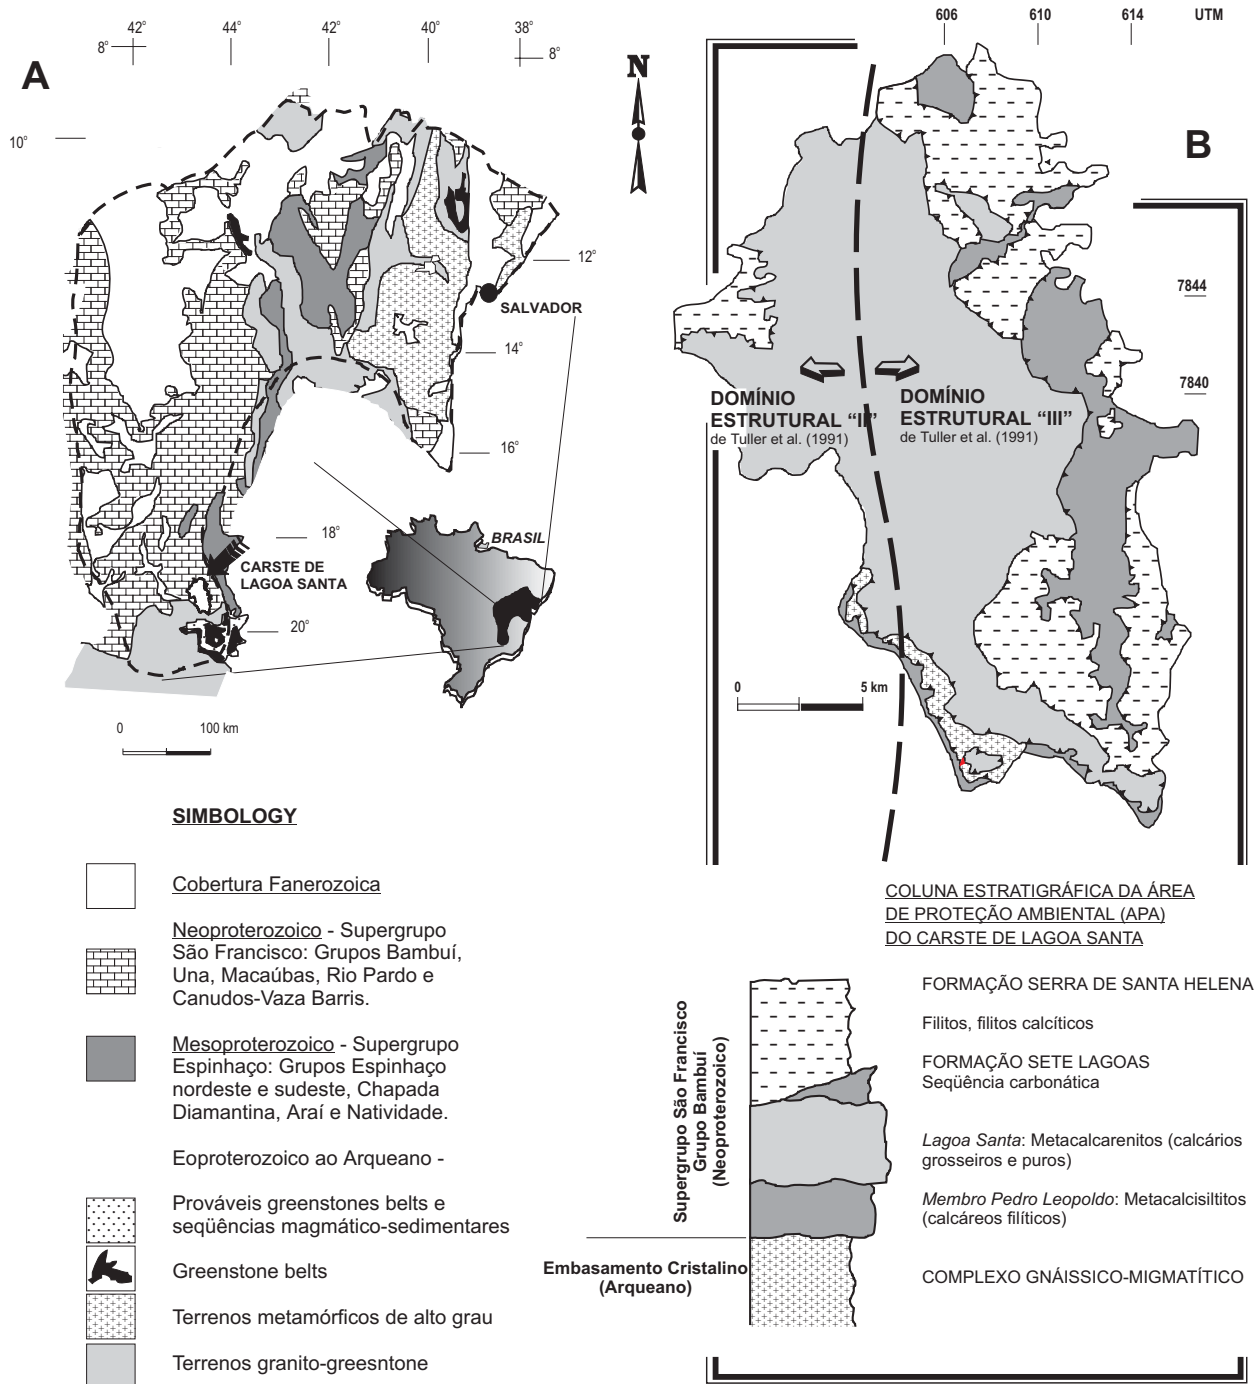 42°
44°
42°
40°
38°
8°
8°
A
10°
12°
SALVADOR
14°
16°
18°
BRASIL
CARSTE DE
LAGOA SANTA
20°
0 100 km
N
606 610 614 UTM
B
7844
7840
DOMÍNIO
ESTRUTURAL “II”
de Tuller et al. (1991)
DOMÍNIO
ESTRUTURAL “III”
de Tuller et al. (1991)
0 5 km
SIMBOLOGY
Cobertura Fanerozoica
Neoproterozoico - Supergrupo
São Francisco: Grupos Bambuí,
Una, Macaúbas, Rio Pardo e
Canudos-Vaza Barris.
Mesoproterozoico - Supergrupo
Espinhaço: Grupos Espinhaço
nordeste e sudeste, Chapada
Diamantina, Araí e Natividade.
Eoproterozoico ao Arqueano -
Prováveis greenstones belts e
seqüências magmático-sedimentares
Greenstone belts
Terrenos metamórficos de alto grau
Terrenos granito-greesntone
COLUNA ESTRATIGRÁFICA DA ÁREA
DE PROTEÇÃO AMBIENTAL (APA)
DO CARSTE DE LAGOA SANTA
Supergrupo São Francisco
Grupo Bambuí
(Neoproterozoico)
FORMAÇÃO SERRA DE SANTA HELENA
Filitos, filitos calcíticos
FORMAÇÃO SETE LAGOAS
Seqüência carbonática
Lagoa Santa: Metacalcarenitos (calcários
grosseiros e puros)
Membro Pedro Leopoldo: Metacalcisiltitos
(calcáreos filíticos)
Embasamento Cristalino
(Arqueano)
COMPLEXO GNÁISSICO-MIGMATÍTICO